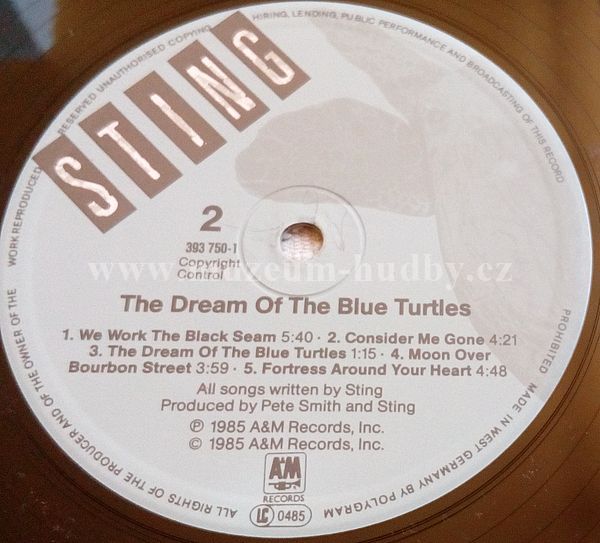 WORK REPRODUCED RESERVED UNAUTHORISED COPYING, HIRING, LENDING, PUBLIC PERFORMANCE AND BROADCASTING OF THIS RECORD PROHIBITED
MADE IN WEST GERMANY BY POLYGRAM
ALL RIGHTS OF THE PRODUCER AND OF THE OWNER OF THE
STING
2
393 750-1
Copyright
Control
www.muzeum-hudby.cz
The Dream Of The Blue Turtles
1. We Work The Black Seam 5:40 · 2. Consider Me Gone 4:21
3. The Dream Of The Blue Turtles 1:15 · 4. Moon Over
Bourbon Street 3:59 · 5. Fortress Around Your Heart 4:48
All songs written by Sting
Produced by Pete Smith and Sting
℗ 1985 A&M Records, Inc.
© 1985 A&M Records, Inc.
A&M
RECORDS
LC 0485